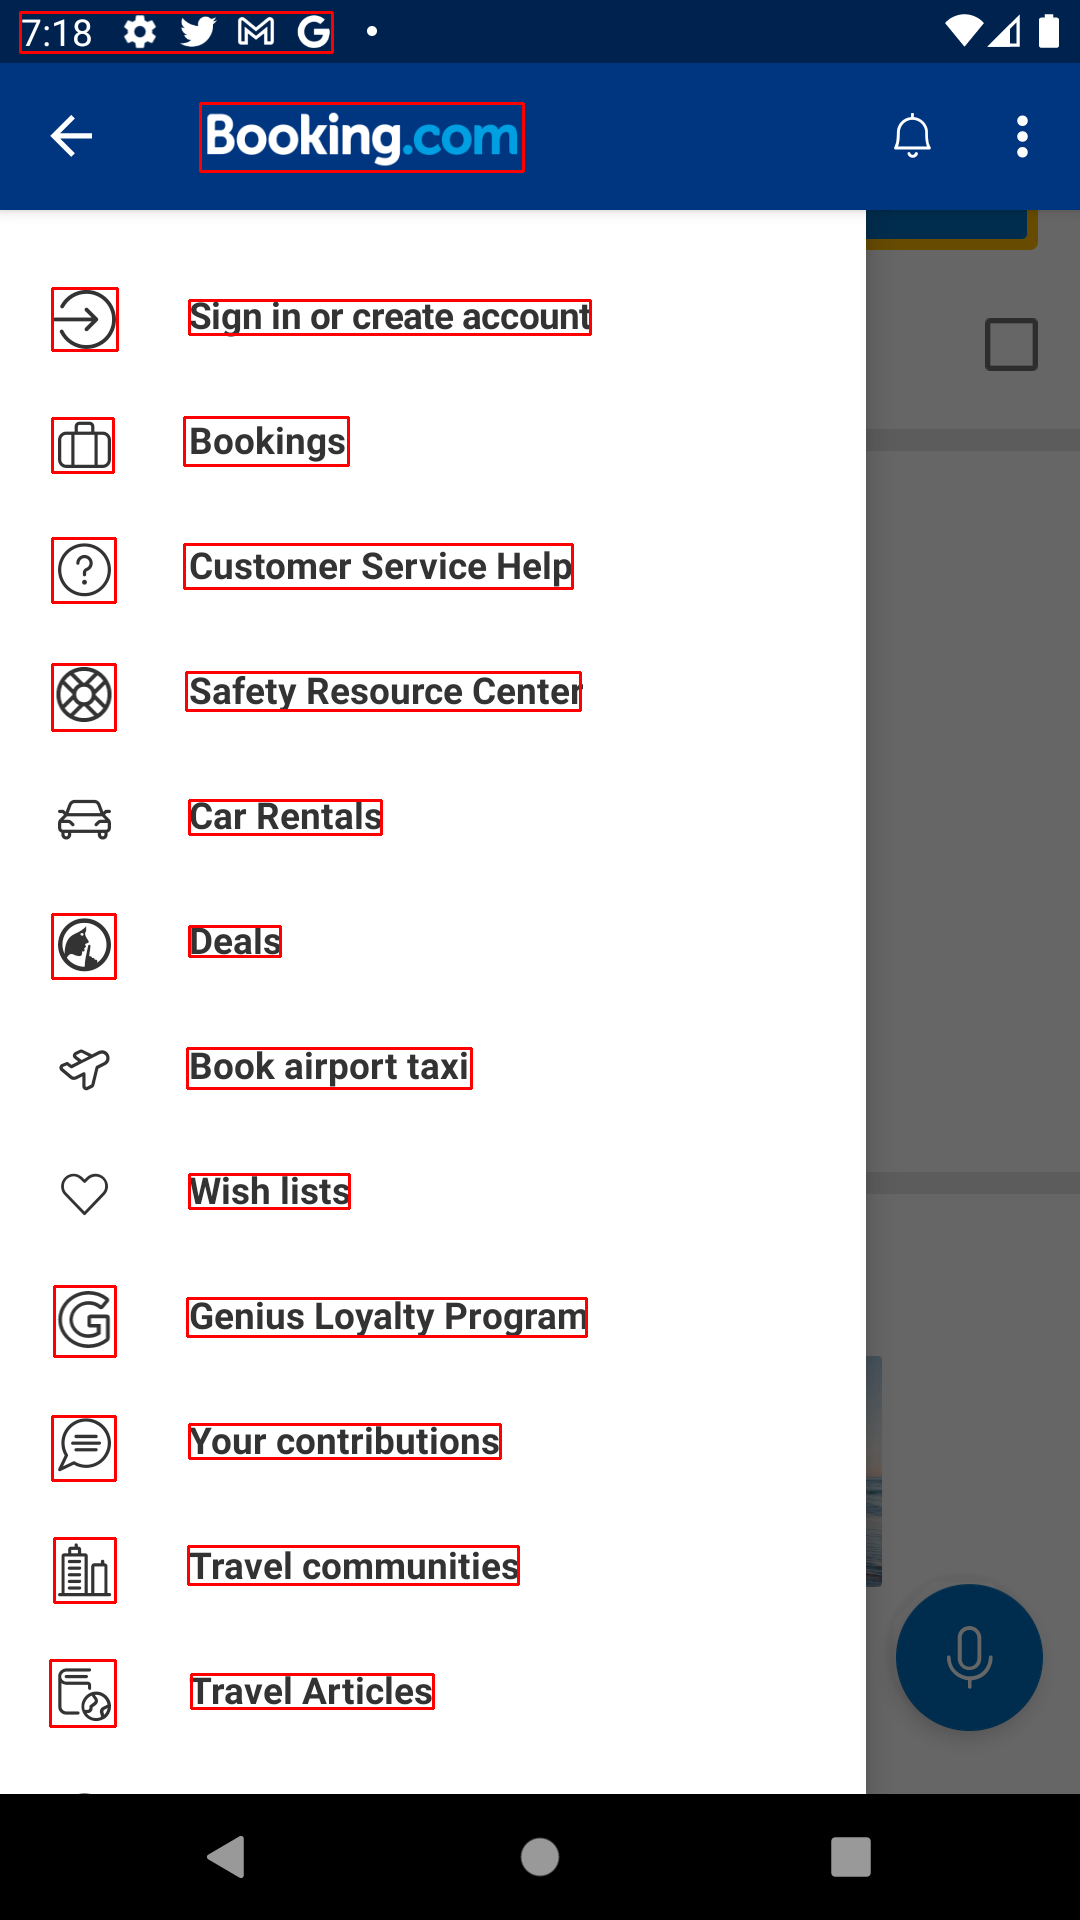 7:18
Booking.com
Sign in or create account
Bookings
Customer Service Help
Safety Resource Center
Car Rentals
Deals
Book airport taxi
Wish lists
Genius Loyalty Program
Your contributions
Travel communities
Travel Articles